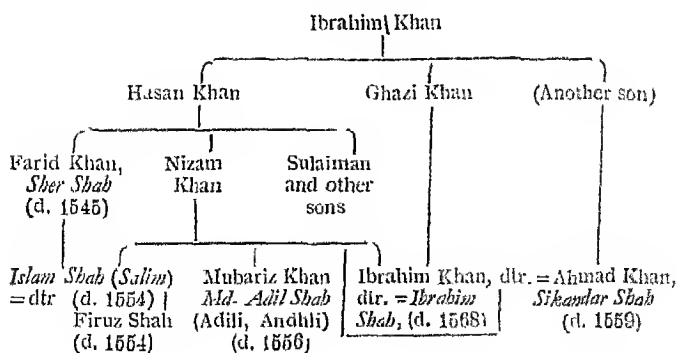 Ibrahim Khan
Hasan Khan Ghazi Khan (Another son)
Farid Khan, Nizam Sulaiman
Sher Shah Khan and other
(d. 1545) sons
Islam Shah (Salim) Mubariz Khan Ibrahim Khan, dtr. = Ahmad Khan,
= dtr (d. 1554) Md. Adil Shah dtr. = Ibrahim Sikandar Shah
Firuz Shah (Adili, Andhli) Shah, (d. 1568) (d. 1559)
(d. 1554) (d. 1556)